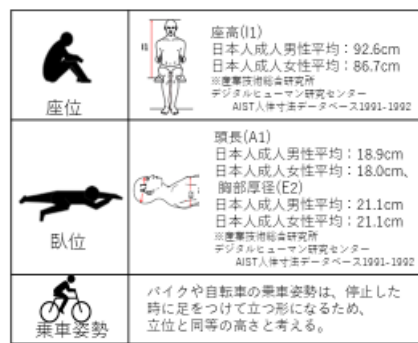 座位
座高(I1)
日本人成人男性平均：92.6cm
日本人成人女性平均：86.7cm
※産業技術総合研究所
デジタルヒューマン研究センター
AIST人体寸法データベース1991-1992
臥位
頭長(A1)
日本人成人男性平均：18.9cm
日本人成人女性平均：18.0cm、
胸部厚径(E2)
日本人成人男性平均：21.1cm
日本人成人女性平均：21.1cm
※産業技術総合研究所
デジタルヒューマン研究センター
AIST人体寸法データベース1991-1992
乗車姿勢
バイクや自転車の乗車姿勢は、停止した
時に足をつけて立つ形になるため、
立位と同等の高さと考える。